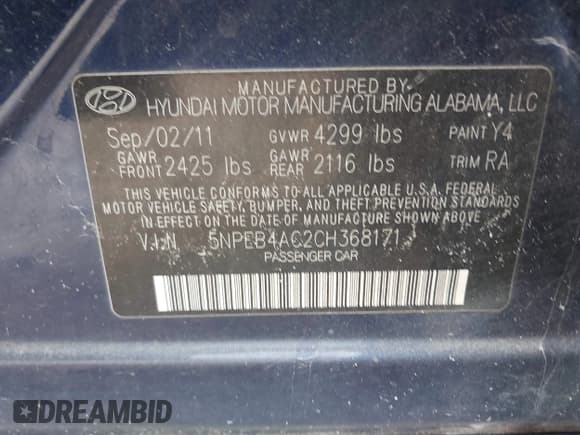 MANUFACTURED BY
HYUNDAI MOTOR MANUFACTURING ALABAMA, LLC
Sep/02/11 GVWR 4299 lbs PAINT Y4
GAWR FRONT 2425 lbs GAWR REAR 2116 lbs TRIM RA
THIS VEHICLE CONFORMS TO ALL APPLICABLE U.S.A. FEDERAL
MOTOR VEHICLE SAFETY, BUMPER, AND THEFT PREVENTION STANDARDS
IN EFFECT ON THE DATE OF MANUFACTURE SHOWN ABOVE
V.I.N 5NPEB4AC2CH368171
PASSENGER CAR
DREAMBID